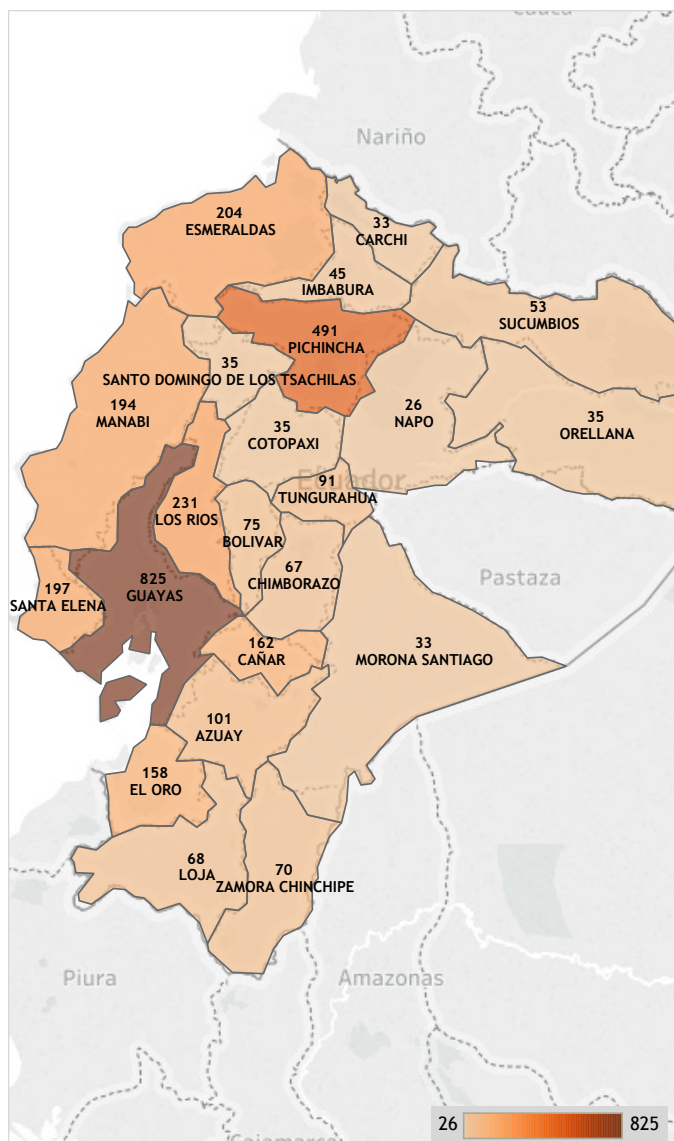 Cauca
Nariño
204
ESMERALDAS
33
CARCHI
45
IMBABURA
53
SUCUMBIOS
491
PICHINCHA
35
SANTO DOMINGO DE LOS TSACHILAS
194
MANABI
26
NAPO
35
ORELLANA
35
COTOPAXI
Ecuador
91
TUNGURAHUA
231
LOS RIOS
75
BOLIVAR
67
CHIMBORAZO
Pastaza
197
SANTA ELENA
825
GUAYAS
162
CAÑAR
33
MORONA SANTIAGO
101
AZUAY
158
EL ORO
68
LOJA
70
ZAMORA CHINCHIPE
Piura
Amazonas
Cajamarca
26 825